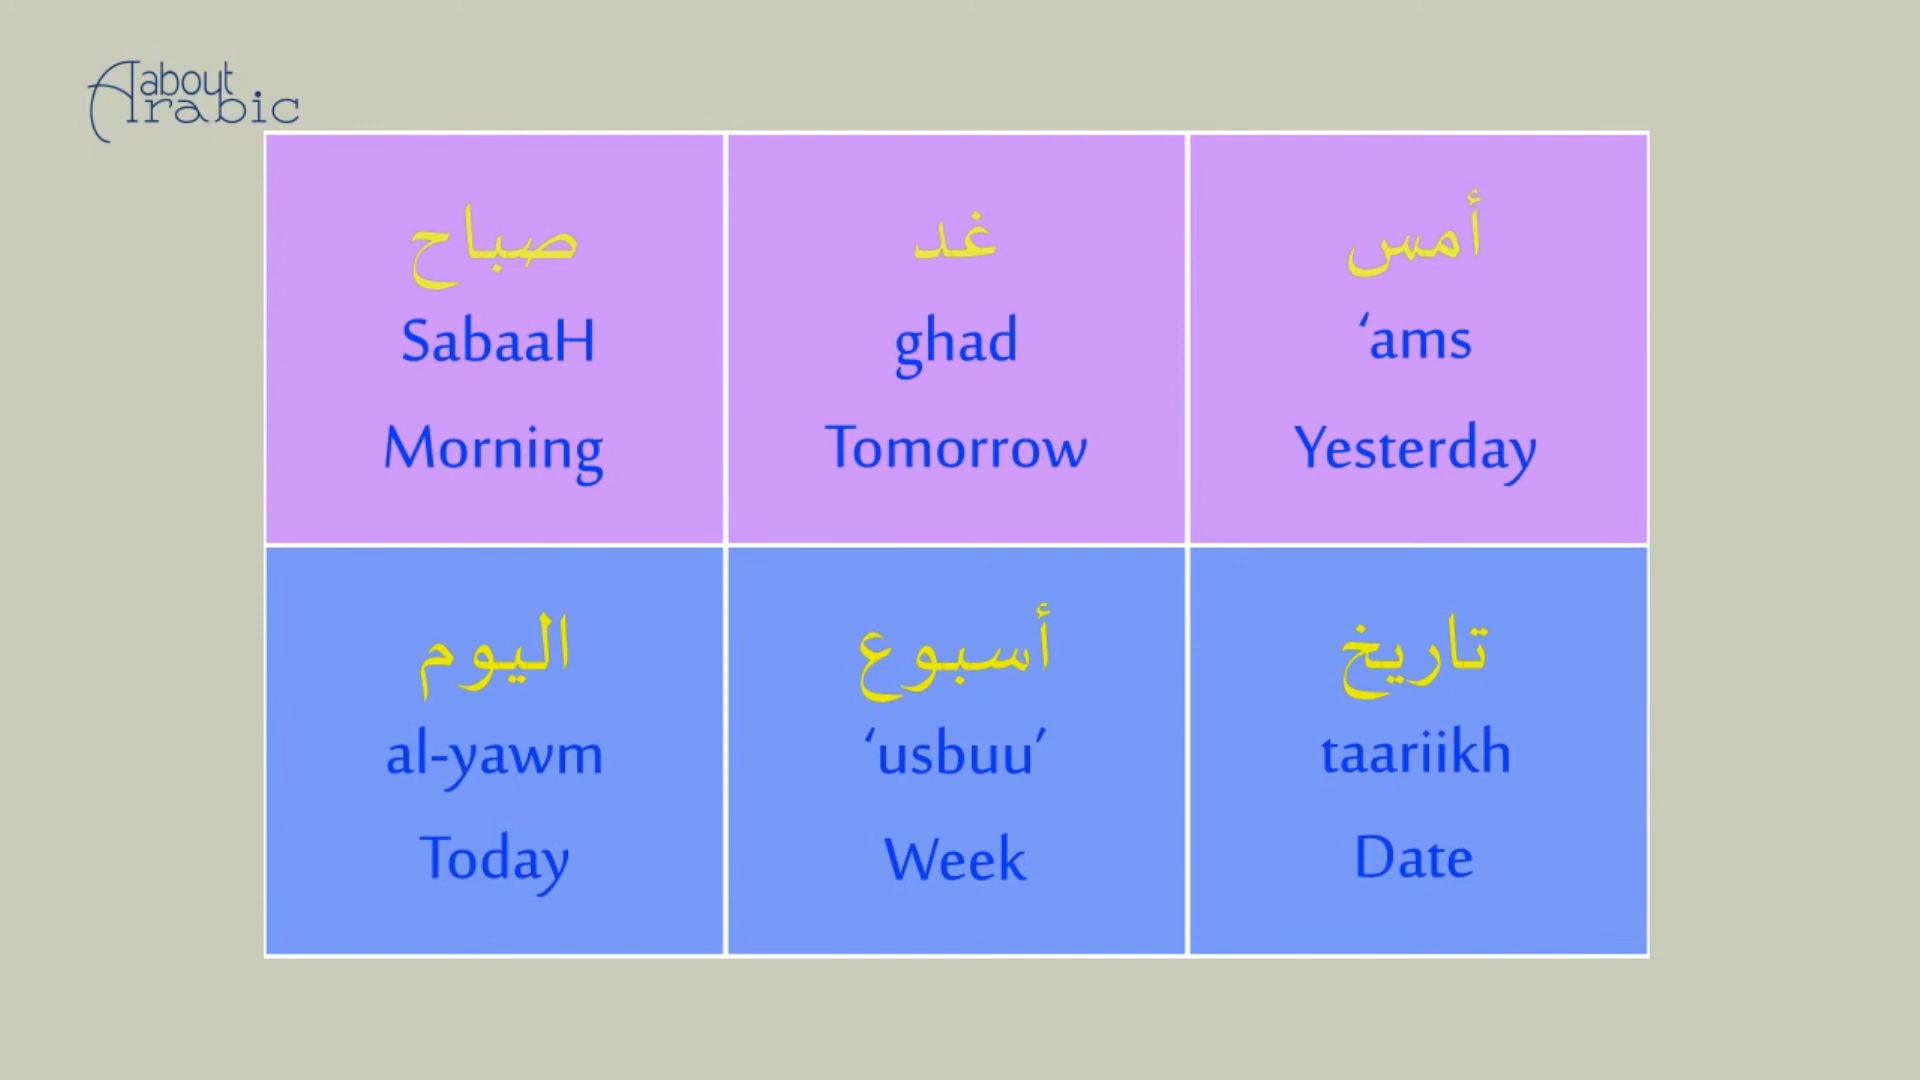 about
Arabic
صباح
SabaaH
Morning
غد
ghad
Tomorrow
أمس
‘ams
Yesterday
اليوم
al-yawm
Today
أسبوع
‘usbuu’
Week
تاريخ
taariikh
Date